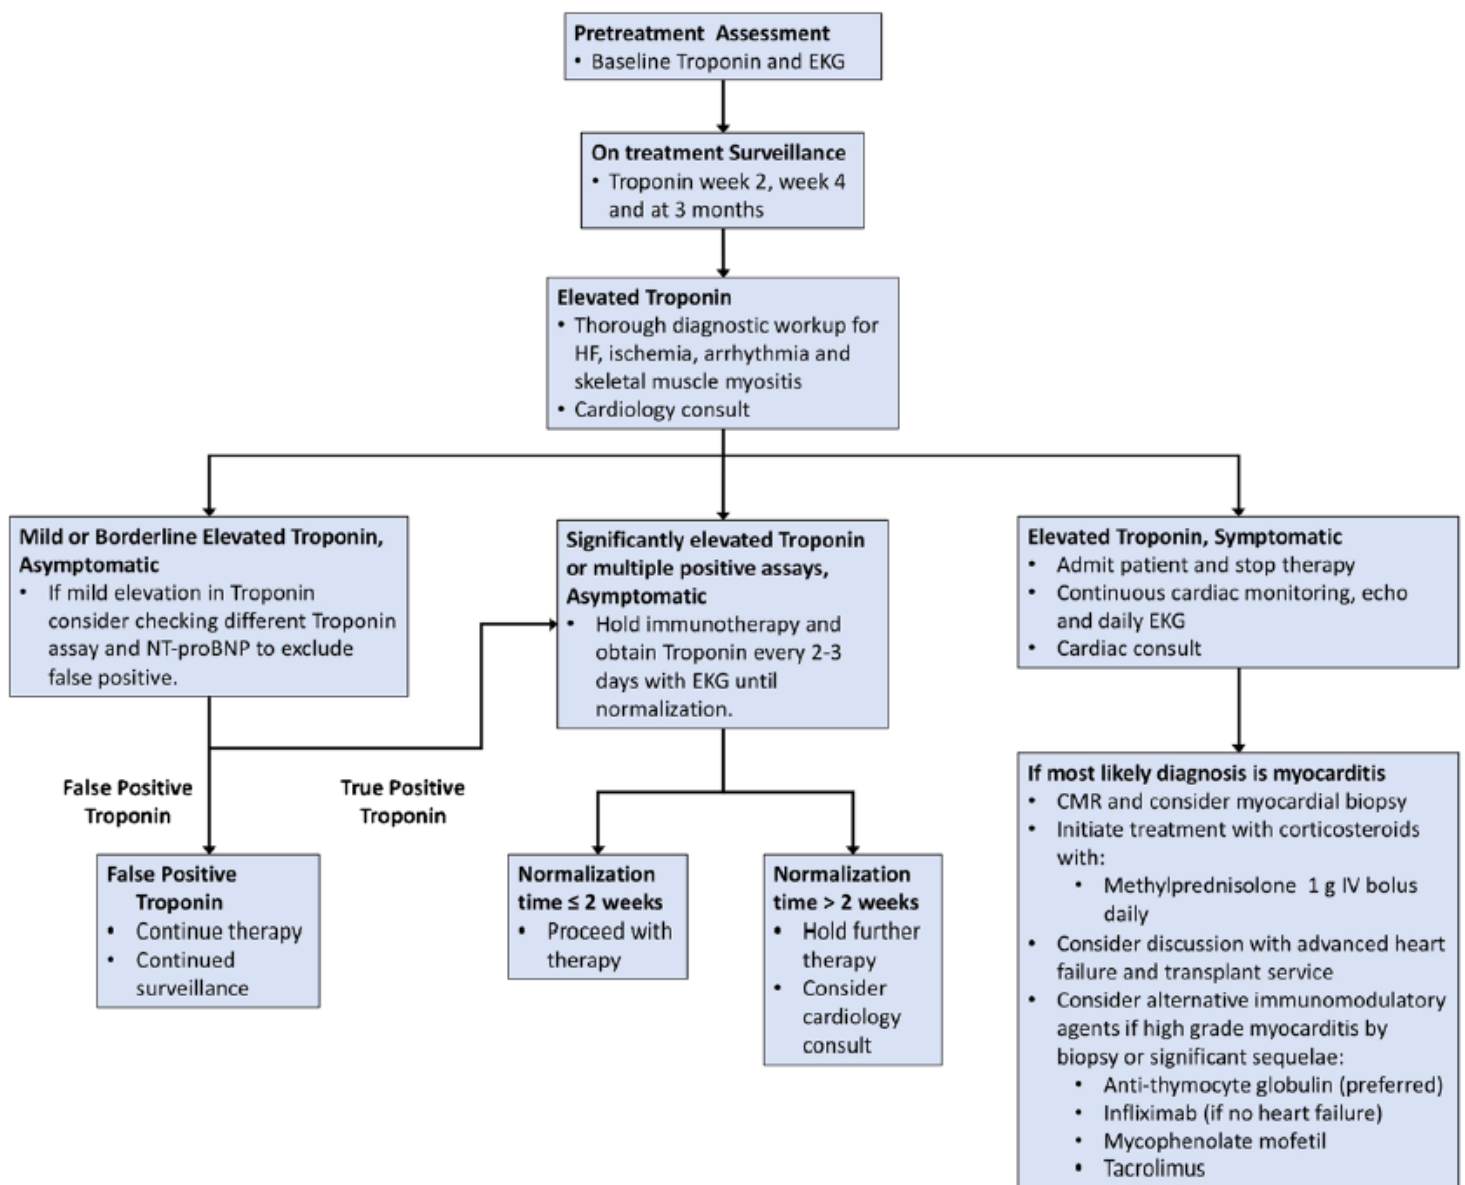 Pretreatment Assessment
• Baseline Troponin and EKG
On treatment Surveillance
• Troponin week 2, week 4
and at 3 months
Elevated Troponin
• Thorough diagnostic workup for
HF, ischemia, arrhythmia and
skeletal muscle myositis
• Cardiology consult
Mild or Borderline Elevated Troponin,
Asymptomatic
• If mild elevation in Troponin
consider checking different Troponin
assay and NT-proBNP to exclude
false positive.
Significantly elevated Troponin
or multiple positive assays,
Asymptomatic
• Hold immunotherapy and
obtain Troponin every 2-3
days with EKG until
normalization.
Elevated Troponin, Symptomatic
• Admit patient and stop therapy
• Continuous cardiac monitoring, echo
and daily EKG
• Cardiac consult
False Positive
Troponin
True Positive
Troponin
False Positive
Troponin
• Continue therapy
• Continued
surveillance
Normalization
time ≤ 2 weeks
• Proceed with
therapy
Normalization
time > 2 weeks
• Hold further
therapy
• Consider
cardiology
consult
If most likely diagnosis is myocarditis
• CMR and consider myocardial biopsy
• Initiate treatment with corticosteroids
with:
• Methylprednisolone 1 g IV bolus
daily
• Consider discussion with advanced heart
failure and transplant service
• Consider alternative immunomodulatory
agents if high grade myocarditis by
biopsy or significant sequelae:
• Anti-thymocyte globulin (preferred)
• Infliximab (if no heart failure)
• Mycophenolate mofetil
• Tacrolimus